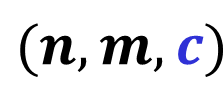 (n, m, c)